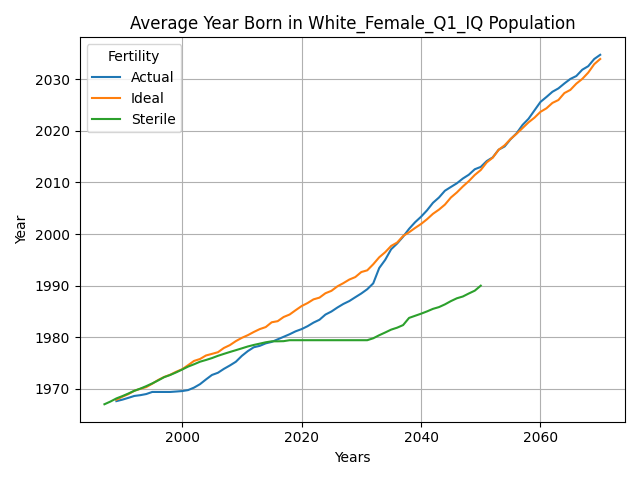 Average Year Born in White_Female_Q1_IQ Population
Fertility
Actual
Ideal
Sterile
2030
2020
2010
2000
1990
1980
1970
Year
2000 2020 2040 2060
Years